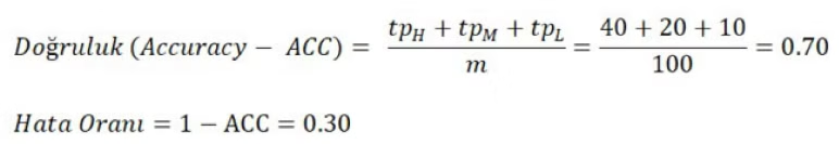 Doğruluk (Accuracy − ACC) = (tp_H + tp_M + tp_L) / m = (40 + 20 + 10) / 100 = 0.70
Hata Oranı = 1 − ACC = 0.30